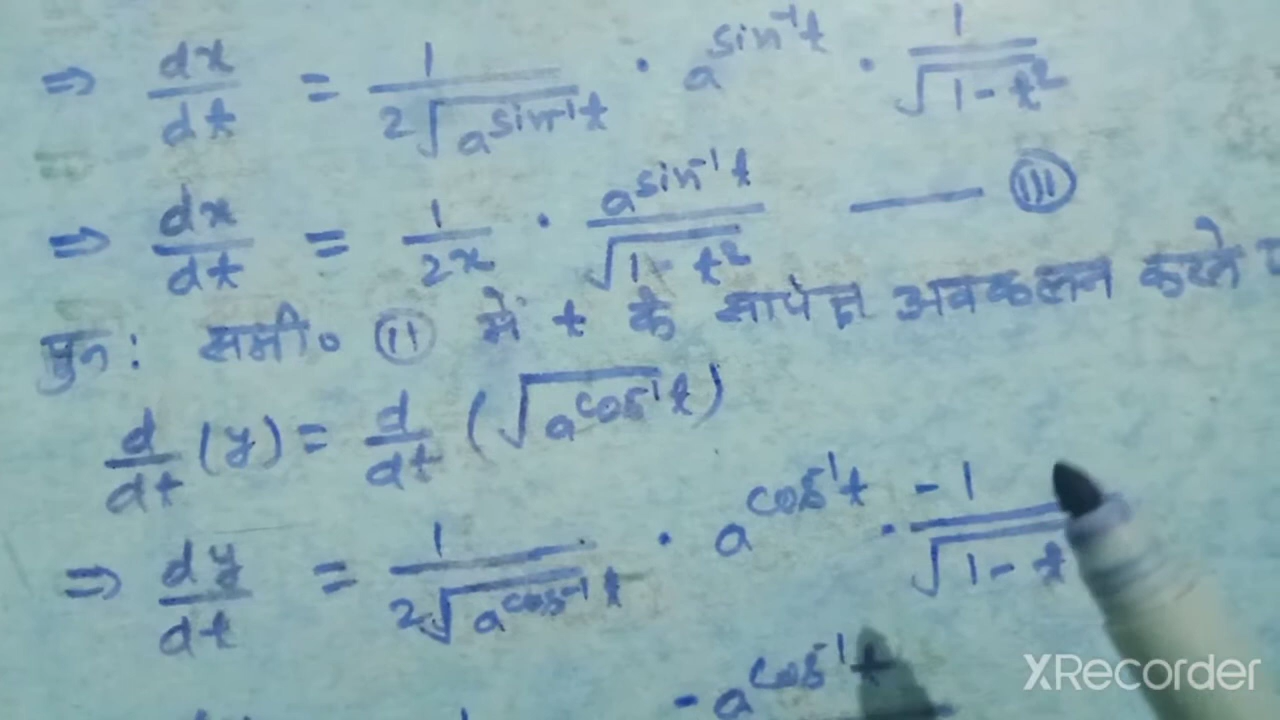 ⇒ dx/dt = 1/(2√(a^sin⁻¹t)) · a^sin⁻¹t · 1/√(1-t²)
⇒ dx/dt = 1/(2x) · a^sin⁻¹t/√(1-t²) —— (III)
पुनः समी० (II) में t के सापेक्ष अवकलन करने
d/dt (y) = d/dt (√(a^cos⁻¹t))
⇒ dy/dt = 1/(2√(a^cos⁻¹t)) · a^cos⁻¹t · -1/√(1-t
-a^cos⁻¹t
XRecorder